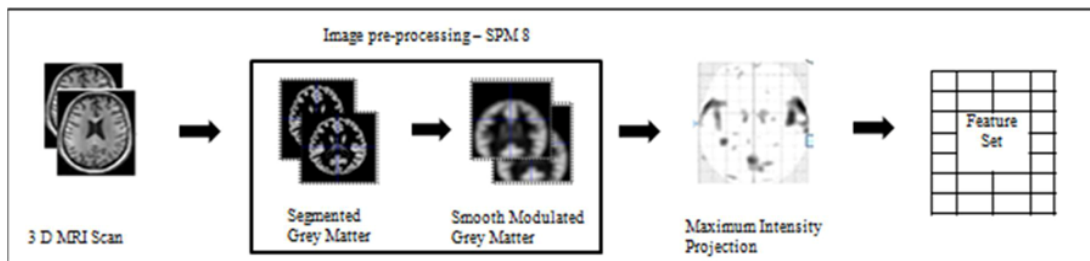 Image pre-processing – SPM 8
3 D MRI Scan
Segmented
Grey Matter
Smooth Modulated
Grey Matter
Maximum Intensity
Projection
Feature
Set